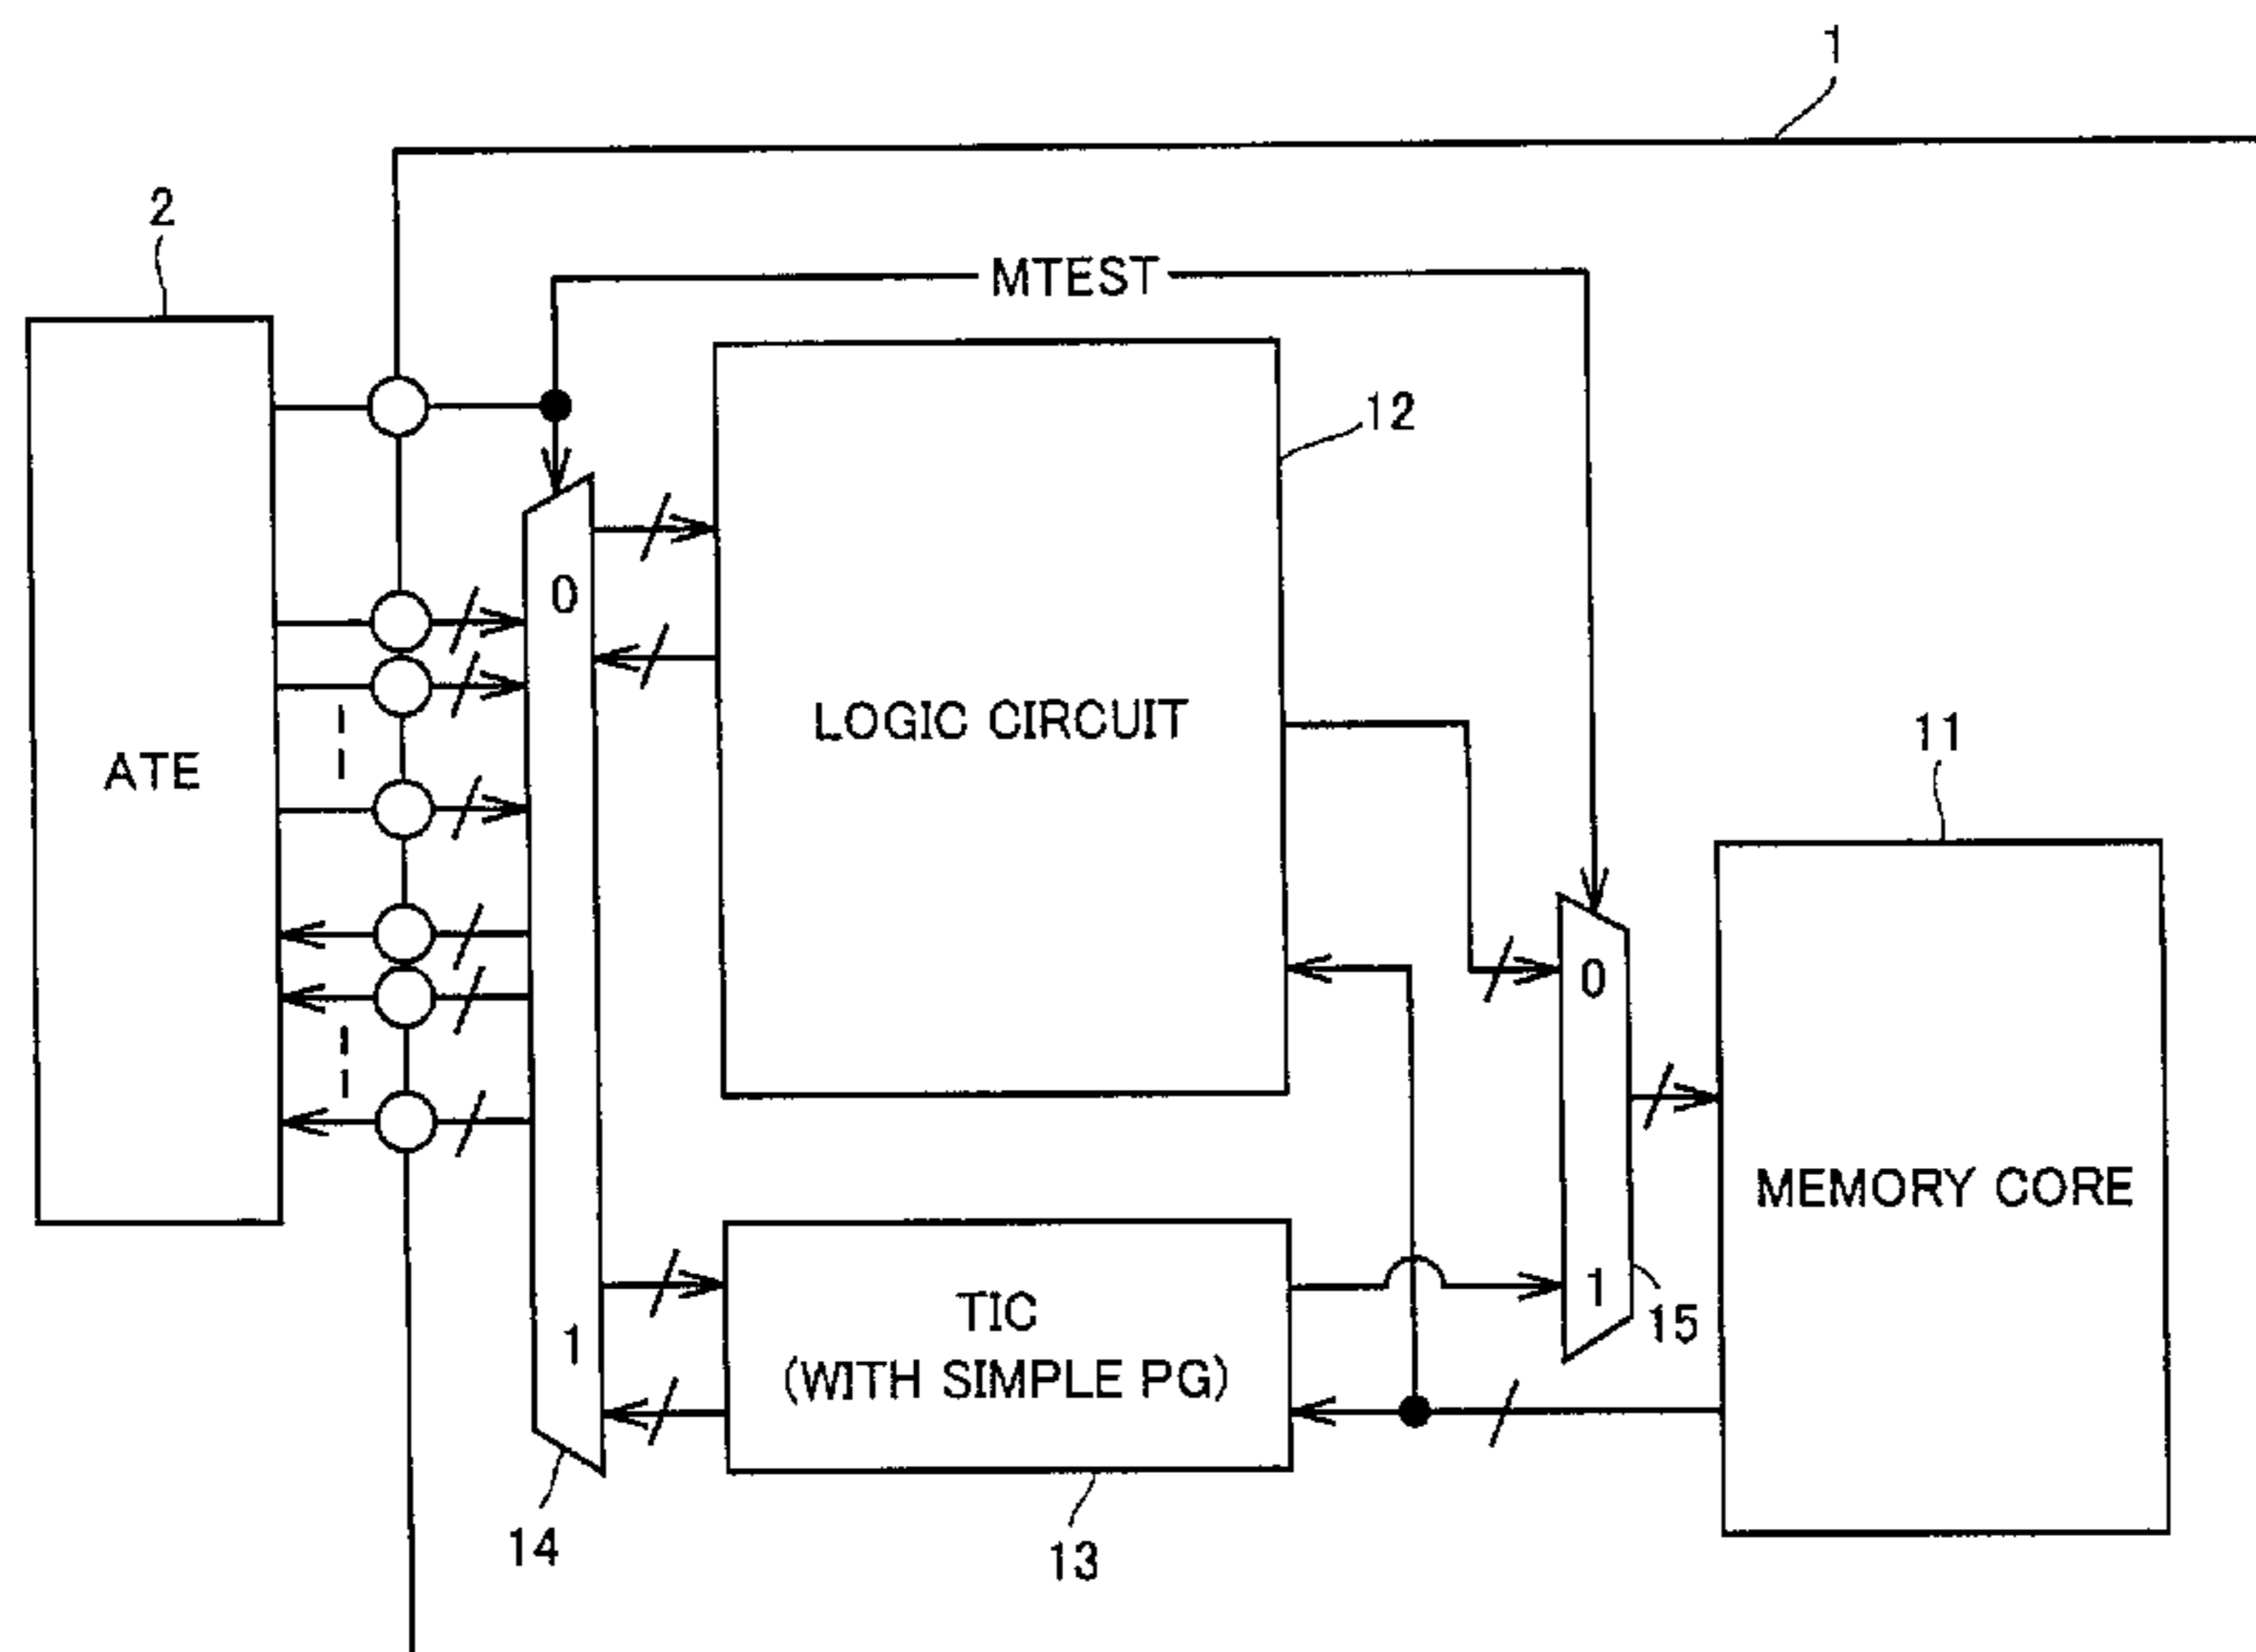 1
2
MTEST
12
0
LOGIC CIRCUIT
ATE
11
0
MEMORY CORE
1
15
TIC
(WITH SIMPLE PG)
1
14
13